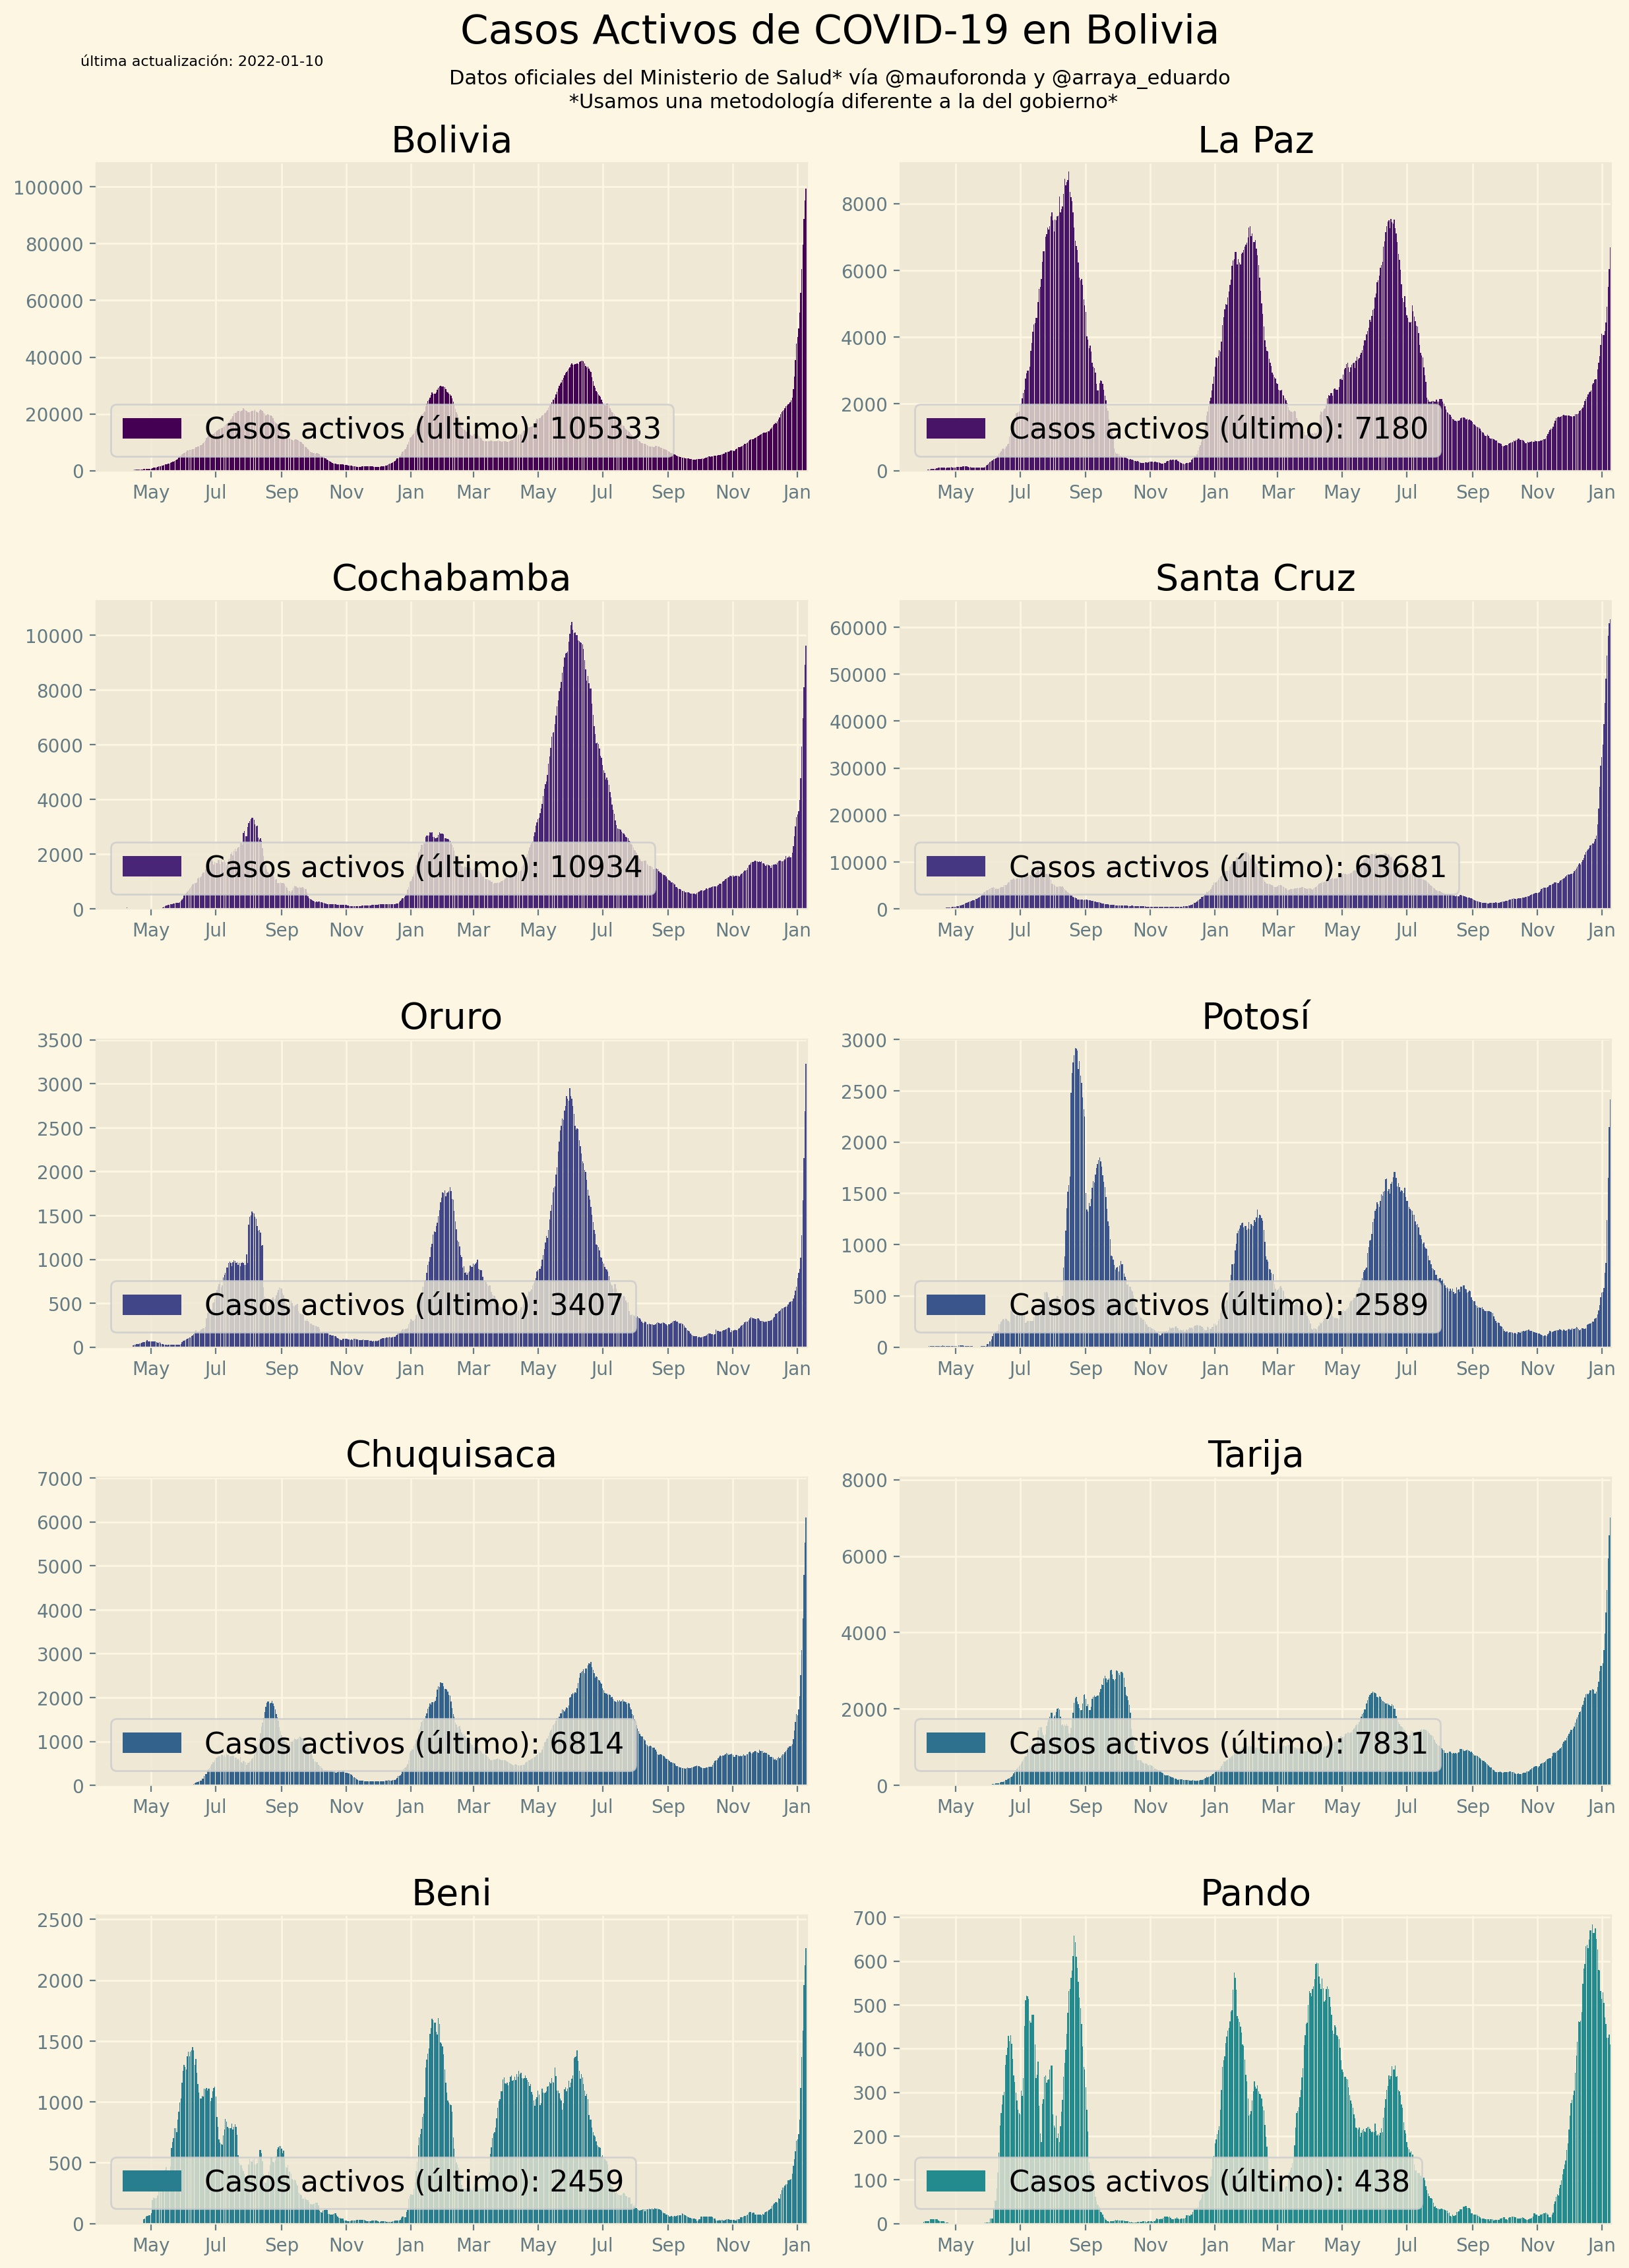 Casos Activos de COVID-19 en Bolivia
última actualización: 2022-01-10
Datos oficiales del Ministerio de Salud* vía @mauforonda y @arraya_eduardo
*Usamos una metodología diferente a la del gobierno*
Bolivia
100000
80000
60000
40000
20000
0
Casos activos (último): 105333
May Jul Sep Nov Jan Mar May Jul Sep Nov Jan
La Paz
8000
6000
4000
2000
0
Casos activos (último): 7180
May Jul Sep Nov Jan Mar May Jul Sep Nov Jan
Cochabamba
10000
8000
6000
4000
2000
0
Casos activos (último): 10934
May Jul Sep Nov Jan Mar May Jul Sep Nov Jan
Santa Cruz
60000
50000
40000
30000
20000
10000
0
Casos activos (último): 63681
May Jul Sep Nov Jan Mar May Jul Sep Nov Jan
Oruro
3500
3000
2500
2000
1500
1000
500
0
Casos activos (último): 3407
May Jul Sep Nov Jan Mar May Jul Sep Nov Jan
Potosí
3000
2500
2000
1500
1000
500
0
Casos activos (último): 2589
May Jul Sep Nov Jan Mar May Jul Sep Nov Jan
Chuquisaca
7000
6000
5000
4000
3000
2000
1000
0
Casos activos (último): 6814
May Jul Sep Nov Jan Mar May Jul Sep Nov Jan
Tarija
8000
6000
4000
2000
0
Casos activos (último): 7831
May Jul Sep Nov Jan Mar May Jul Sep Nov Jan
Beni
2500
2000
1500
1000
500
0
Casos activos (último): 2459
May Jul Sep Nov Jan Mar May Jul Sep Nov Jan
Pando
700
600
500
400
300
200
100
0
Casos activos (último): 438
May Jul Sep Nov Jan Mar May Jul Sep Nov Jan